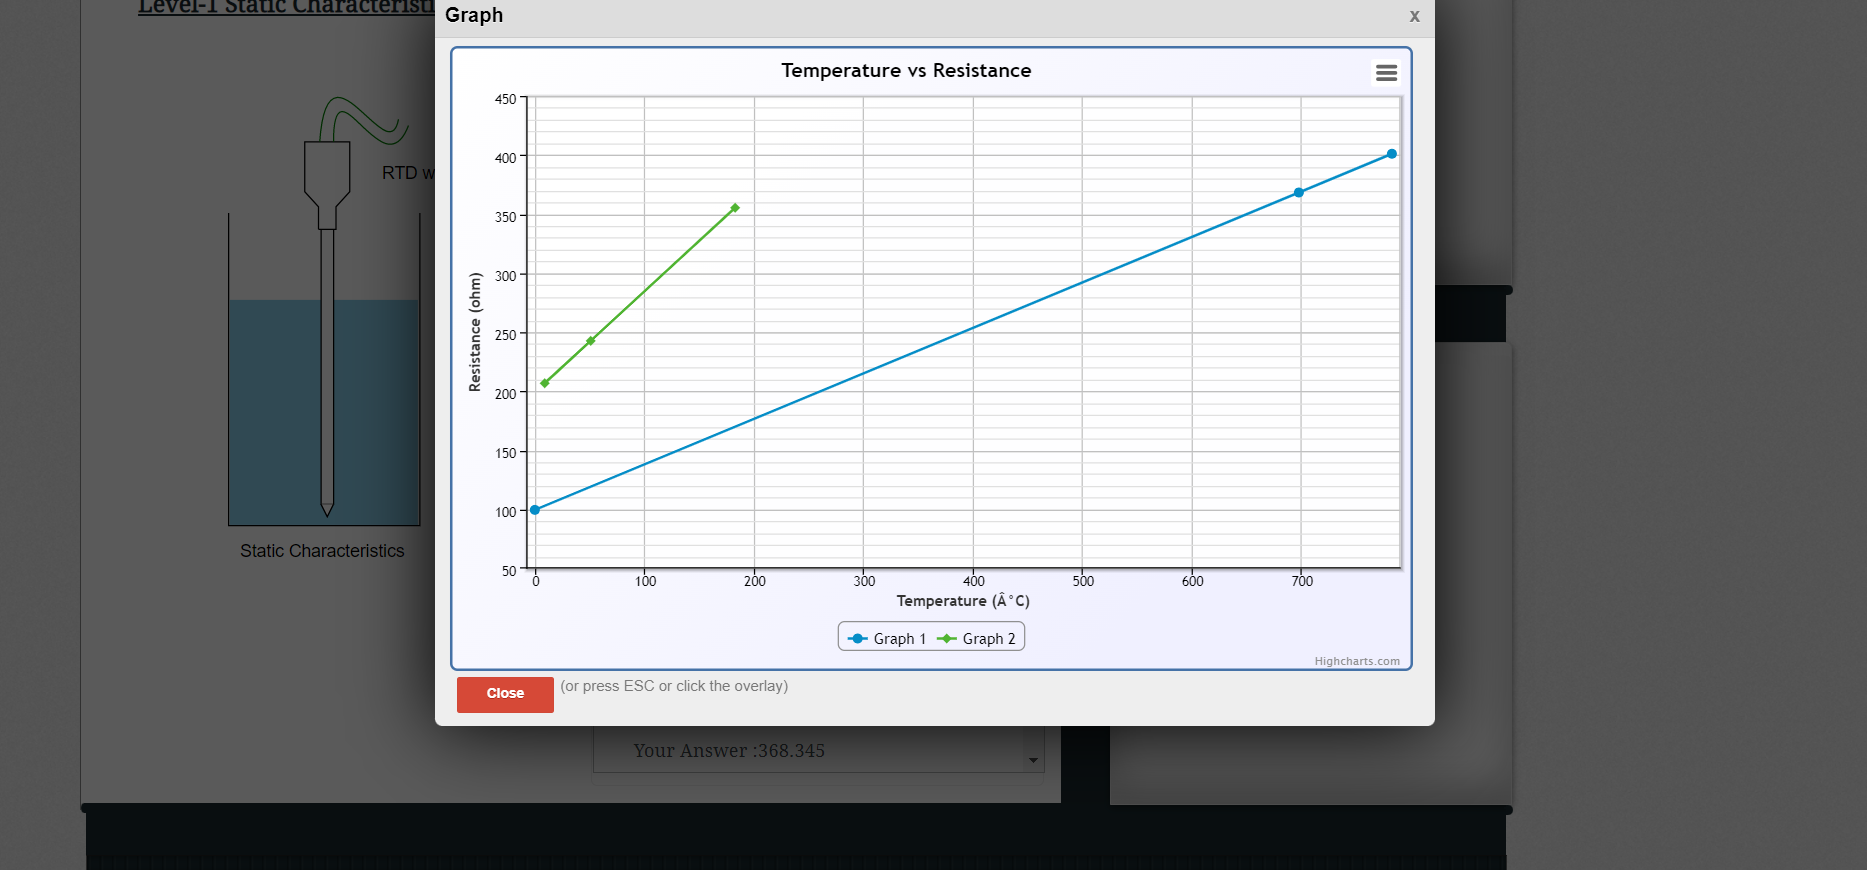 Level-1 Static Characteristi
Graph
x
Temperature vs Resistance
450
400
350
300
250
200
150
100
50
Resistance (ohm)
0 100 200 300 400 500 600 700
Temperature (Â°C)
Graph 1 Graph 2
Highcharts.com
RTD w
Static Characteristics
Close (or press ESC or click the overlay)
Your Answer :368.345